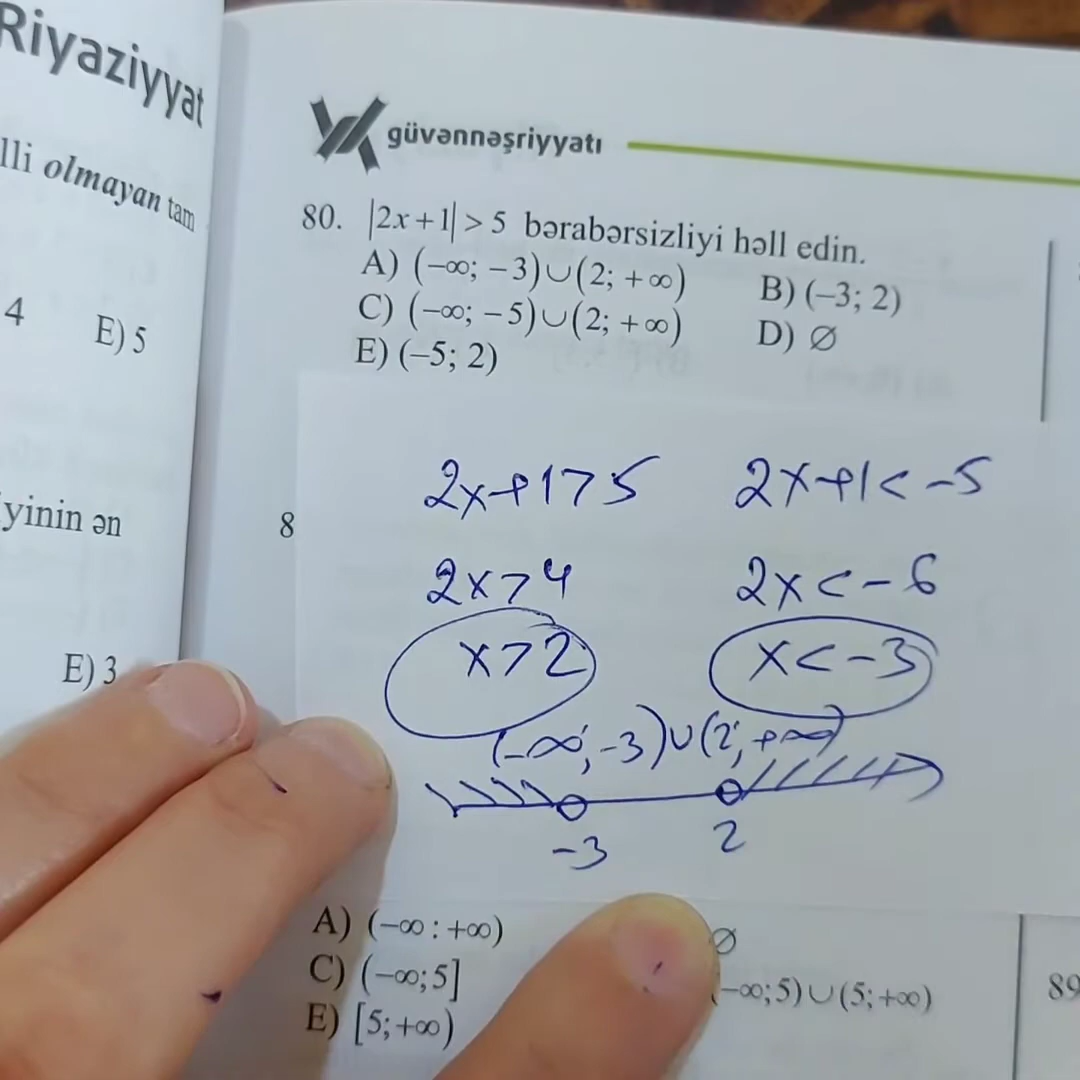 Riyaziyyat
lli olmayan tam
4 E) 5
yinin ən
E) 3
güvənnəşriyyatı
80. |2x+1| > 5 bərabərsizliyi həll edin.
A) (−∞; −3)∪(2; +∞) B) (−3; 2)
C) (−∞; −5)∪(2; +∞) D) ∅
E) (−5; 2)
8
2x+1>5 2x+1<-5
2x>4 2x<-6
x>2 x<-3
(-∞;-3)∪(2;+∞)
-3 2
A) (−∞:+∞) ∅
C) (−∞;5] −∞;5)∪(5;+∞)
E) [5;+∞)
89